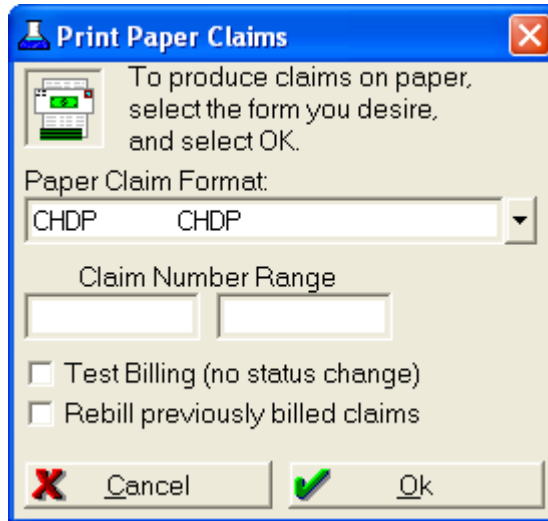 Print Paper Claims
To produce claims on paper,
select the form you desire,
and select OK.
Paper Claim Format:
CHDP CHDP
Claim Number Range
Test Billing (no status change)
Rebill previously billed claims
Cancel Ok